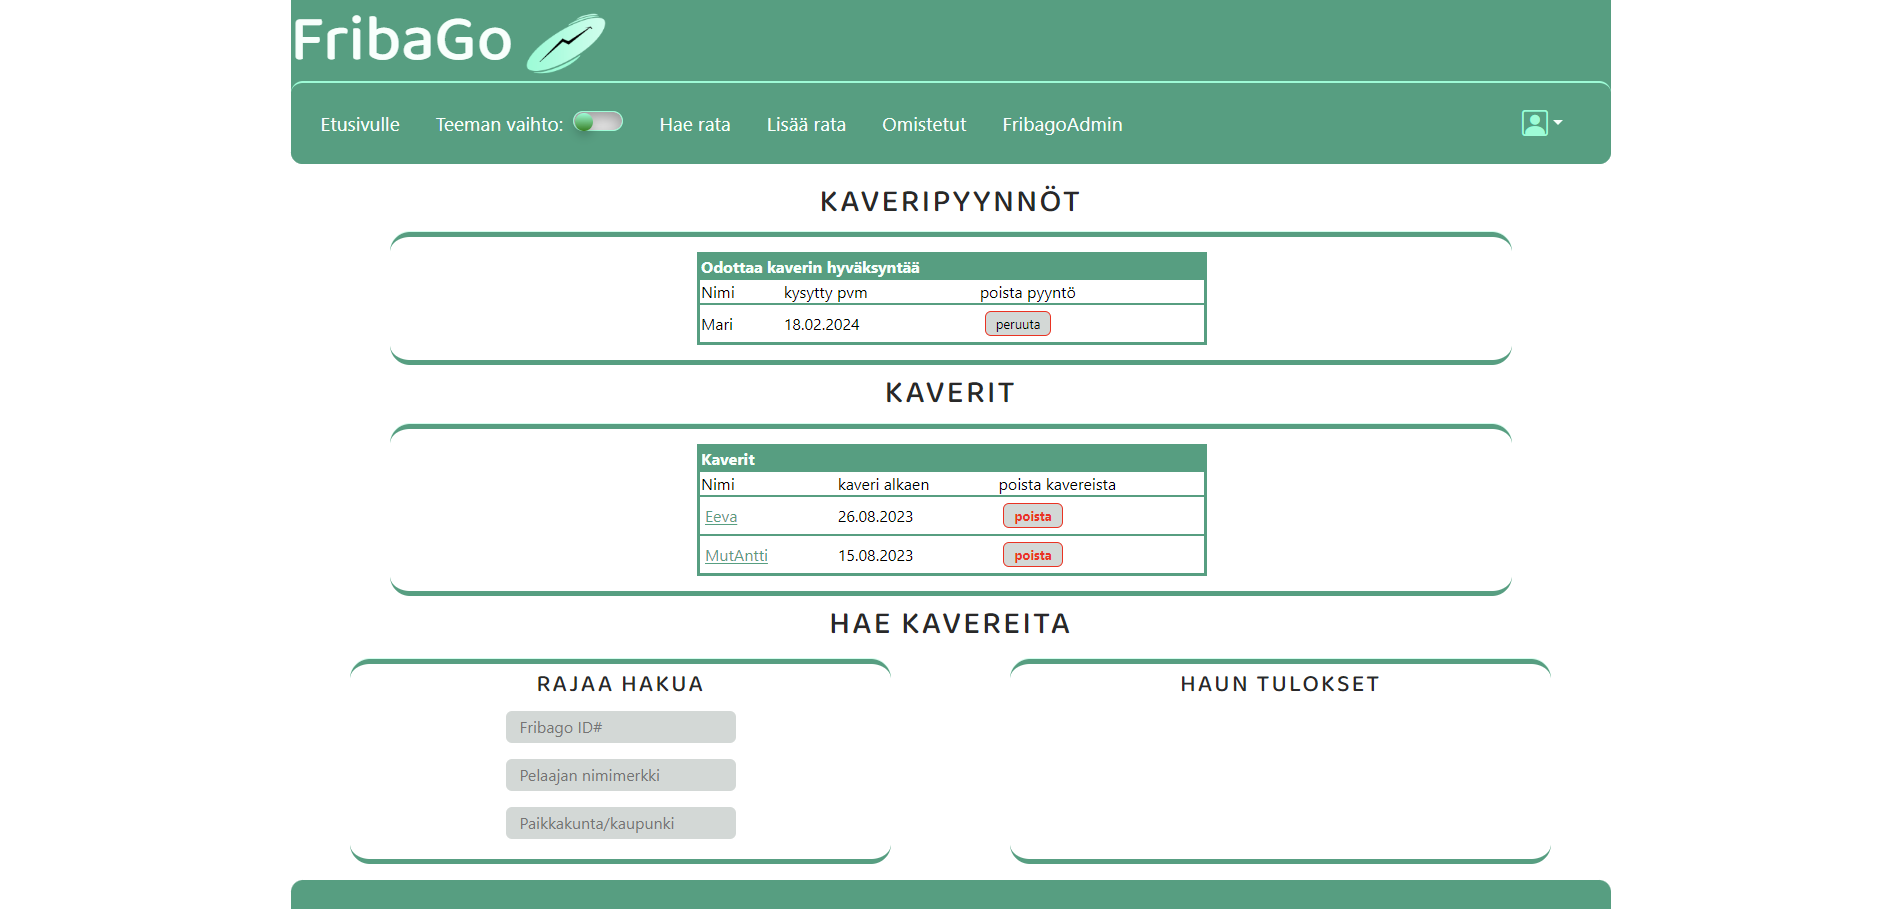 FribaGo
Etusivulle Teeman vaihto: Hae rata Lisää rata Omistetut FribagoAdmin
KAVERIPYYNNÖT
Odottaa kaverin hyväksyntää
Nimi kysytty pvm poista pyyntö
Mari 18.02.2024 peruuta
KAVERIT
Kaverit
Nimi kaveri alkaen poista kavereista
Eeva 26.08.2023 poista
MutAntti 15.08.2023 poista
HAE KAVEREITA
RAJAA HAKUA
Fribago ID#
Pelaajan nimimerkki
Paikkakunta/kaupunki
HAUN TULOKSET